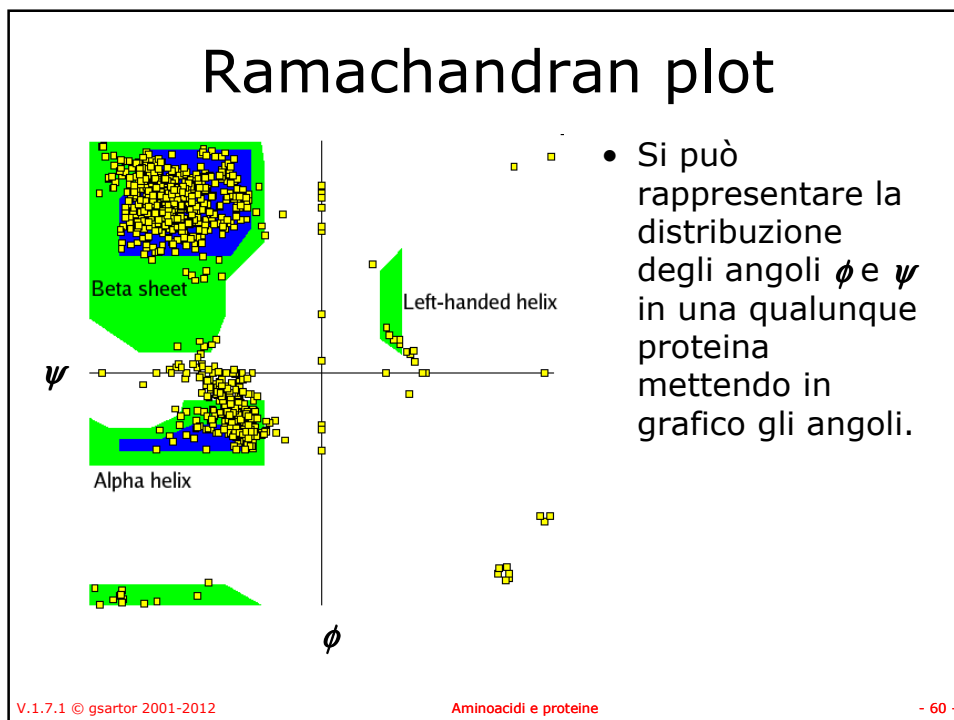 Ramachandran plot
• Si può
rappresentare la
distribuzione
degli angoli ϕ e ψ
in una qualunque
proteina
mettendo in
grafico gli angoli.
Beta sheet
Left-handed helix
ψ
Alpha helix
ϕ
V.1.7.1 © gsartor 2001-2012
Aminoacidi e proteine
- 60 -